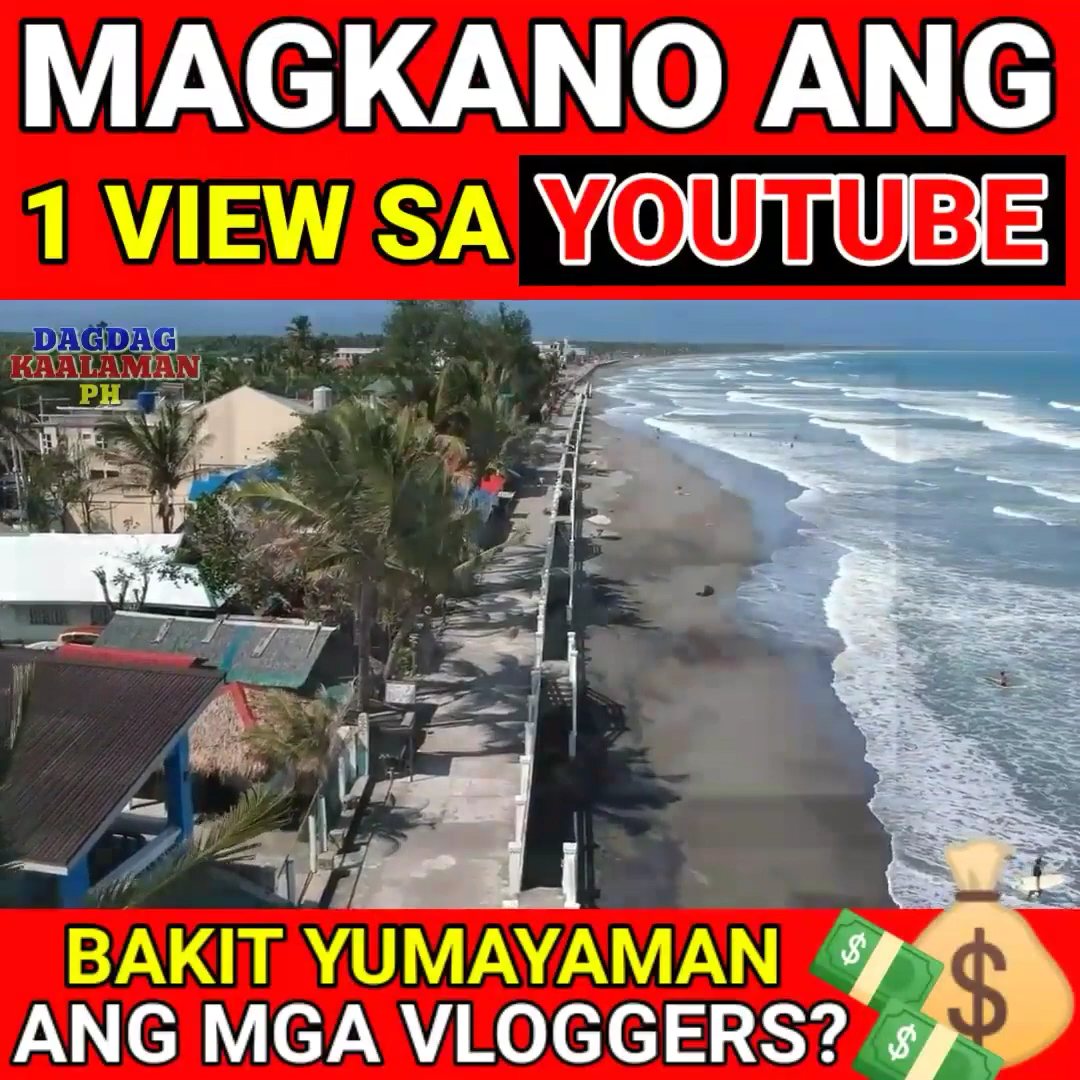 MAGKANO ANG
1 VIEW SA YOUTUBE
DAGDAG
KAALAMAN
PH
BAKIT YUMAYAMAN
ANG MGA VLOGGERS?
$
$
$